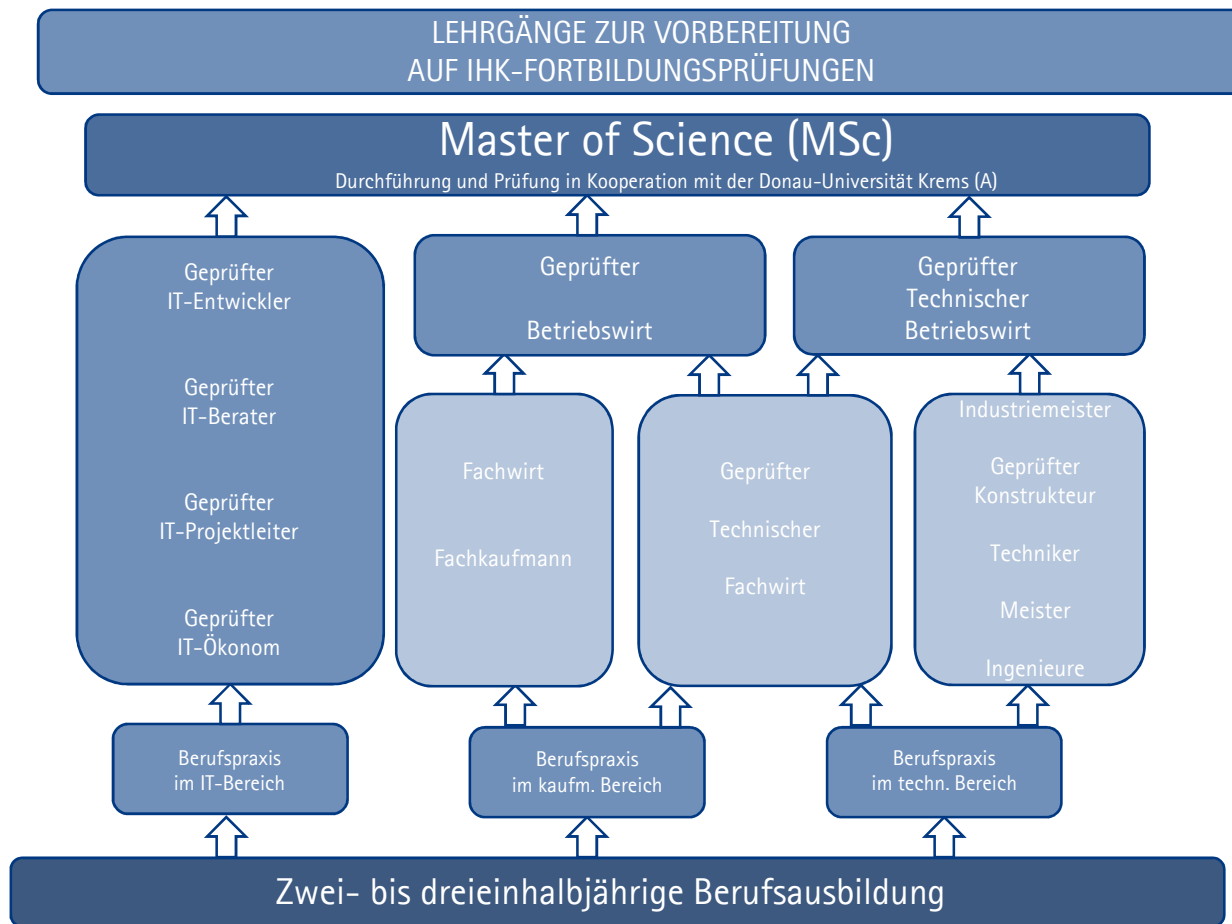 LEHRGÄNGE ZUR VORBEREITUNG
AUF IHK-FORTBILDUNGSPRÜFUNGEN
Master of Science (MSc)
Durchführung und Prüfung in Kooperation mit der Donau-Universität Krems (A)
Geprüfter
IT-Entwickler
Geprüfter
IT-Berater
Geprüfter
IT-Projektleiter
Geprüfter
IT-Ökonom
Geprüfter
Betriebswirt
Geprüfter
Technischer
Betriebswirt
Fachwirt
Fachkaufmann
Geprüfter
Technischer
Fachwirt
Industriemeister
Geprüfter
Konstrukteur
Techniker
Meister
Ingenieure
Berufspraxis
im IT-Bereich
Berufspraxis
im kaufm. Bereich
Berufspraxis
im techn. Bereich
Zwei- bis dreieinhalbjährige Berufsausbildung